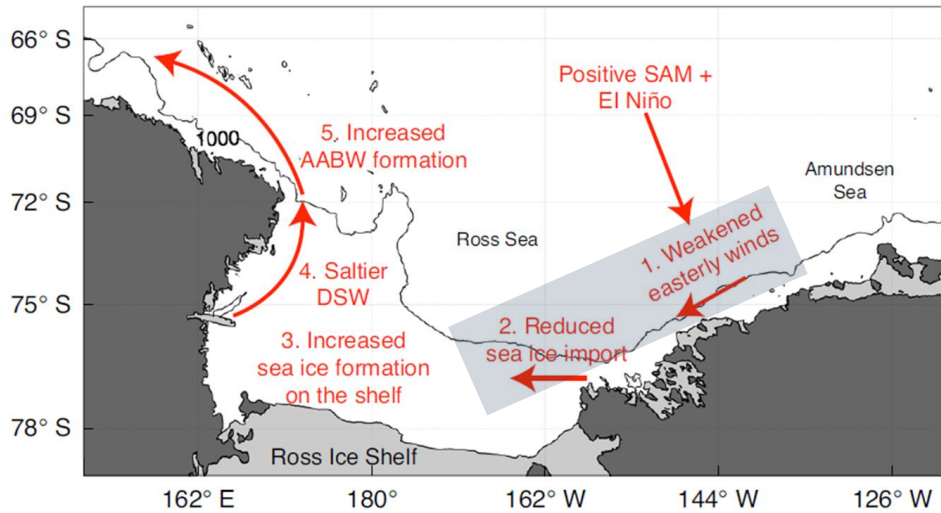 66° S
69° S
72° S
75° S
78° S
Positive SAM +
El Niño
5. Increased
AABW formation
1000
Amundsen
Sea
Ross Sea
1. Weakened
easterly winds
4. Saltier
DSW
2. Reduced
sea ice import
3. Increased
sea ice formation
on the shelf
Ross Ice Shelf
162° E
180°
162° W
144° W
126° W